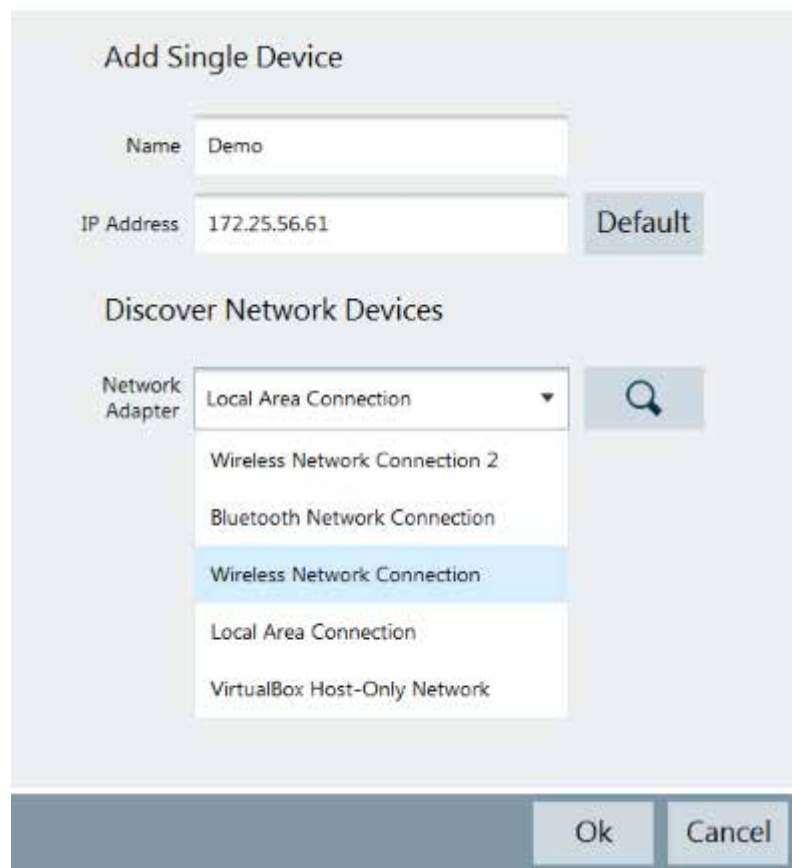 Add Single Device
Name
Demo
IP Address
172.25.56.61
Default
Discover Network Devices
Network
Adapter
Local Area Connection
Wireless Network Connection 2
Bluetooth Network Connection
Wireless Network Connection
Local Area Connection
VirtualBox Host-Only Network
Ok
Cancel